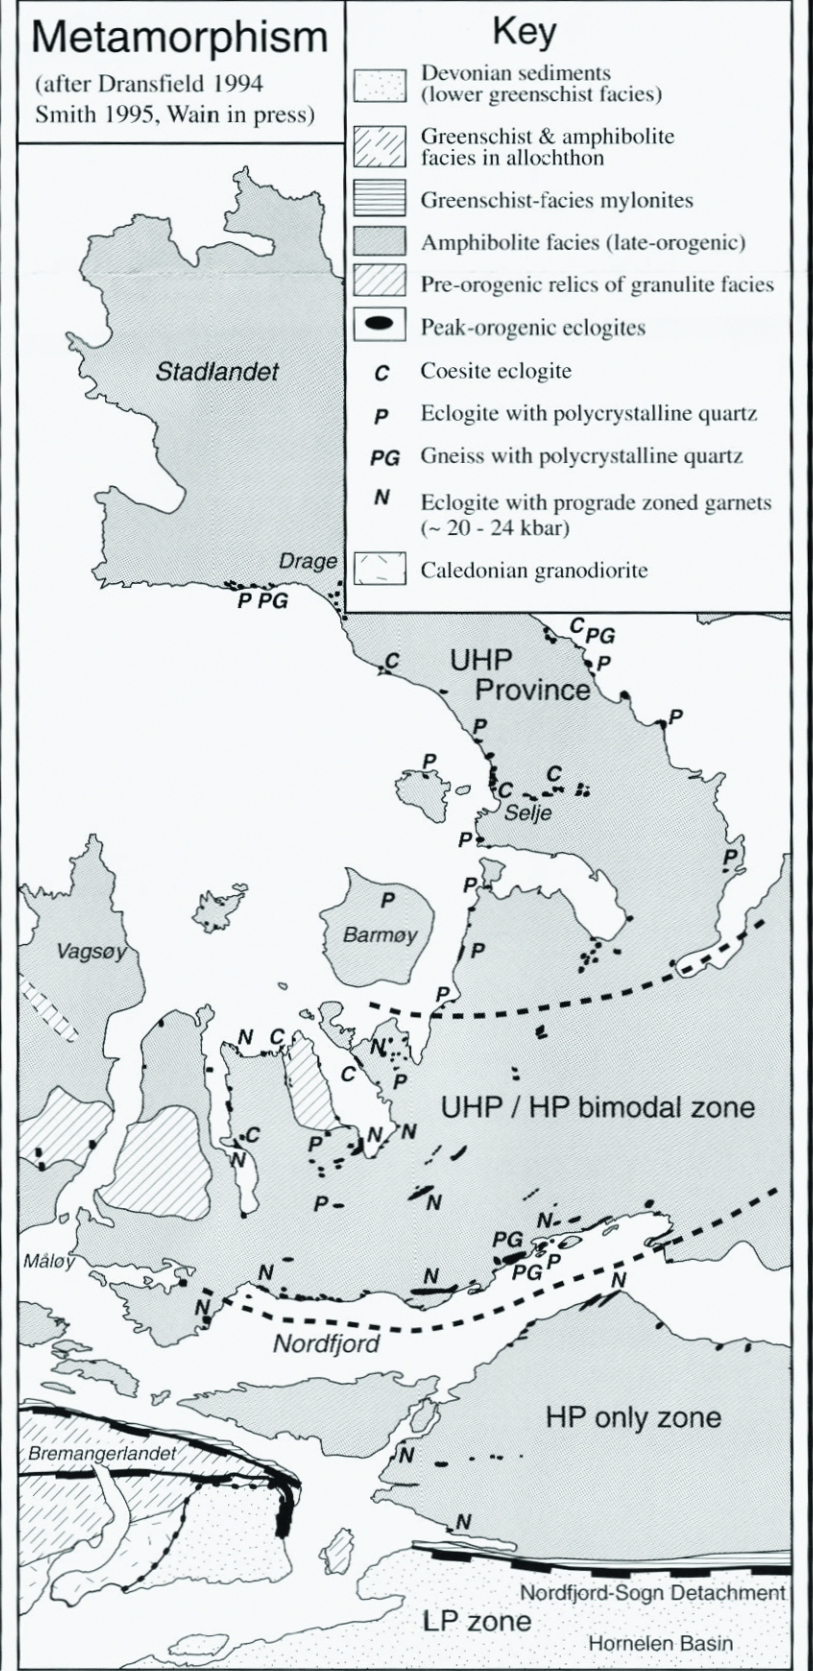 Metamorphism
(after Dransfield 1994
Smith 1995, Wain in press)
Key
Devonian sediments
(lower greenschist facies)
Greenschist & amphibolite
facies in allochthon
Greenschist-facies mylonites
Amphibolite facies (late-orogenic)
Pre-orogenic relics of granulite facies
Peak-orogenic eclogites
C Coesite eclogite
P Eclogite with polycrystalline quartz
PG Gneiss with polycrystalline quartz
N Eclogite with prograde zoned garnets
(~ 20 - 24 kbar)
Caledonian granodiorite
Stadlandet
Drage
P PG
C
PG
C
UHP
Province
P
P
P
P
C
C
Selje
P
P
P
P
P
Barmøy
Vagsøy
P
P
N
C
N
C
P
UHP / HP bimodal zone
C
N
P
N
N
P
N
N
PG
P
PG
Måløy
N
N
N
N
Nordfjord
HP only zone
Bremangerlandet
N
N
Nordfjord-Sogn Detachment
LP zone
Hornelen Basin